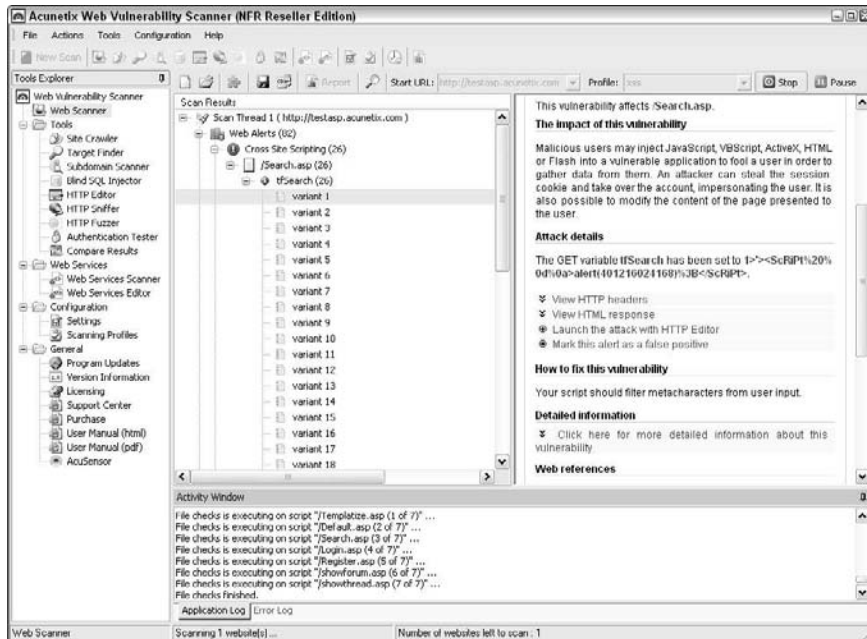 Acunetix Web Vulnerability Scanner (NFR Reseller Edition)
File Actions Tools Configuration Help
New Scan
Tools Explorer
Report
Start URL: http://testasp.acunetix.com
Profile: xss
Stop
Pause
Web Vulnerability Scanner
Web Scanner
Tools
Site Crawler
Target Finder
Subdomain Scanner
Blind SQL Injector
HTTP Editor
HTTP Sniffer
HTTP Fuzzer
Authentication Tester
Compare Results
Web Services
Web Services Scanner
Web Services Editor
Configuration
Settings
Scanning Profiles
General
Program Updates
Version Information
Licensing
Support Center
Purchase
User Manual (html)
User Manual (pdf)
AcuSensor
Scan Results
Scan Thread 1 ( http://testasp.acunetix.com )
Web Alerts (82)
Cross Site Scripting (26)
/Search.asp (26)
tfSearch (26)
variant 1
variant 2
variant 3
variant 4
variant 5
variant 6
variant 7
variant 8
variant 9
variant 10
variant 11
variant 12
variant 13
variant 14
variant 15
variant 16
variant 17
variant 18
This vulnerability affects /Search.asp.
The impact of this vulnerability
Malicious users may inject JavaScript, VBScript, ActiveX, HTML
or Flash into a vulnerable application to fool a user in order to
gather data from them. An attacker can steal the session
cookie and take over the account, impersonating the user. It is
also possible to modify the content of the page presented to
the user.
Attack details
The GET variable tfSearch has been set to 1>"><ScRiPt%20%
0d%0a>alert(401216024168)%3B</ScRiPt>.
View HTTP headers
View HTML response
Launch the attack with HTTP Editor
Mark this alert as a false positive
How to fix this vulnerability
Your script should filter metacharacters from user input.
Detailed information
Click here for more detailed information about this
vulnerability
Web references
Activity Window
File checks is executing on script "/Templatize.asp (1 of 7)" ...
File checks is executing on script "/Default.asp (2 of 7)" ...
File checks is executing on script "/Search.asp (3 of 7)" ...
File checks is executing on script "/Login.asp (4 of 7)" ...
File checks is executing on script "/Register.asp (5 of 7)" ...
File checks is executing on script "/showforum.asp (6 of 7)" ...
File checks is executing on script "/showthread.asp (7 of 7)" ...
File checks finished.
Application Log Error Log
Web Scanner
Scanning 1 website(s) ...
Number of websites left to scan : 1